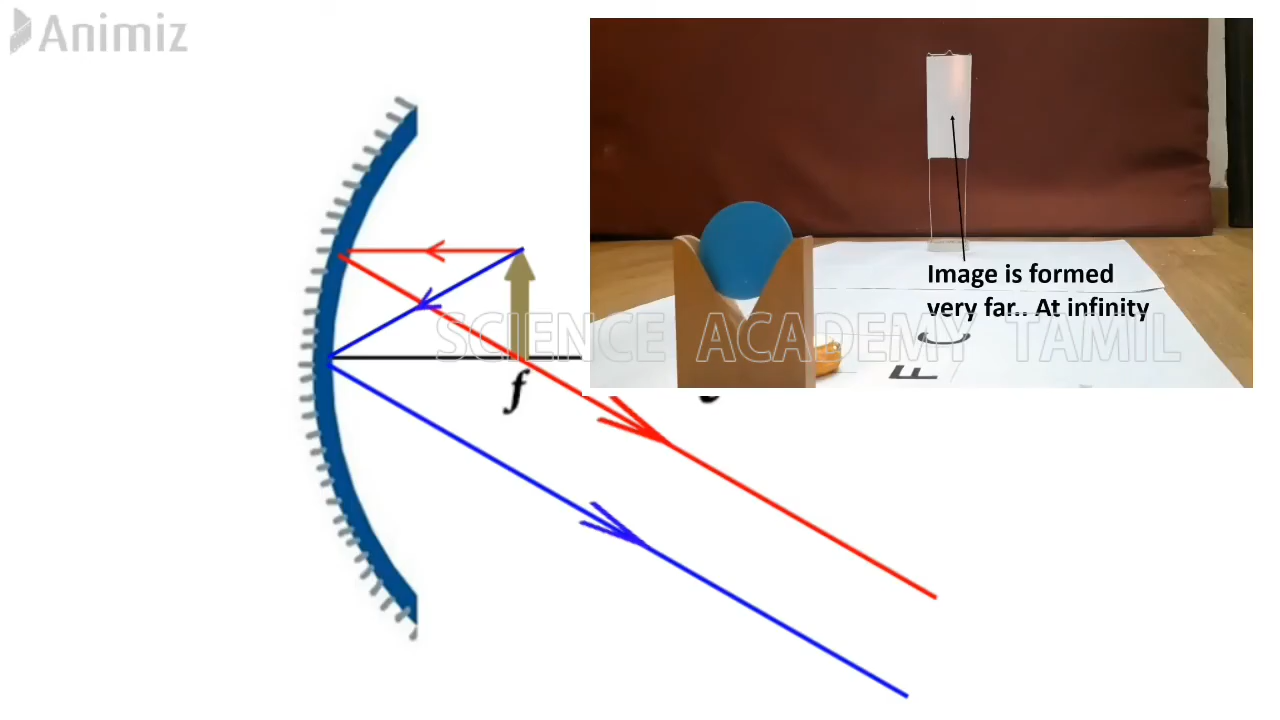 Animiz
Image is formed
very far.. At infinity
SCIENCE ACADEMY TAMIL
F
C
f